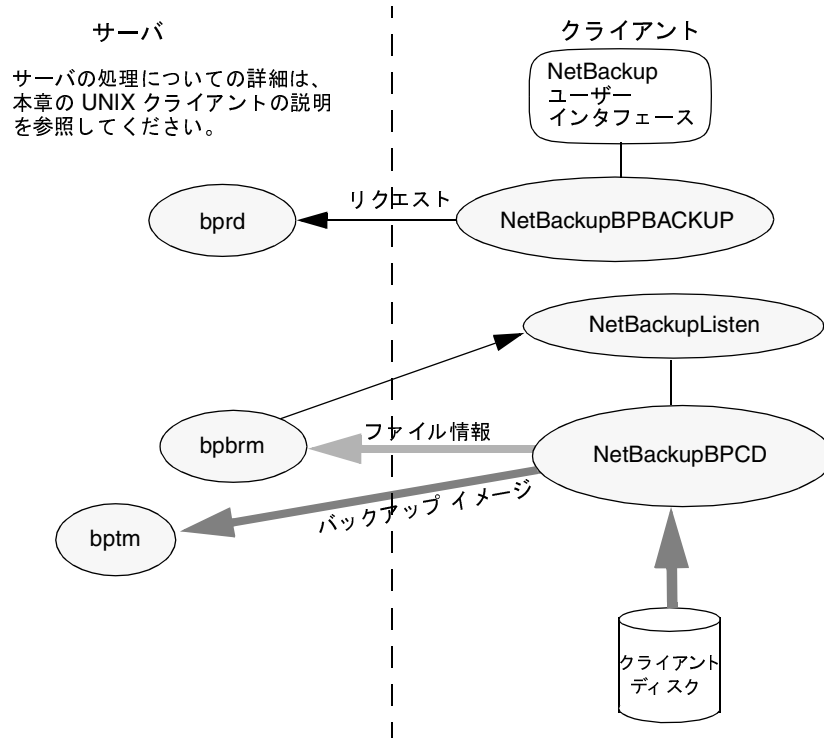 サーバ
クライアント
サーバの処理についての詳細は、
本章の UNIX クライアントの説明
を参照してください。
NetBackup
ユーザー
インタフェース
リクエスト
bprd
NetBackupBPBACKUP
NetBackupListen
ファイル情報
bpbrm
NetBackupBPCD
バックアップ イメージ
bptm
クライアント
ディスク